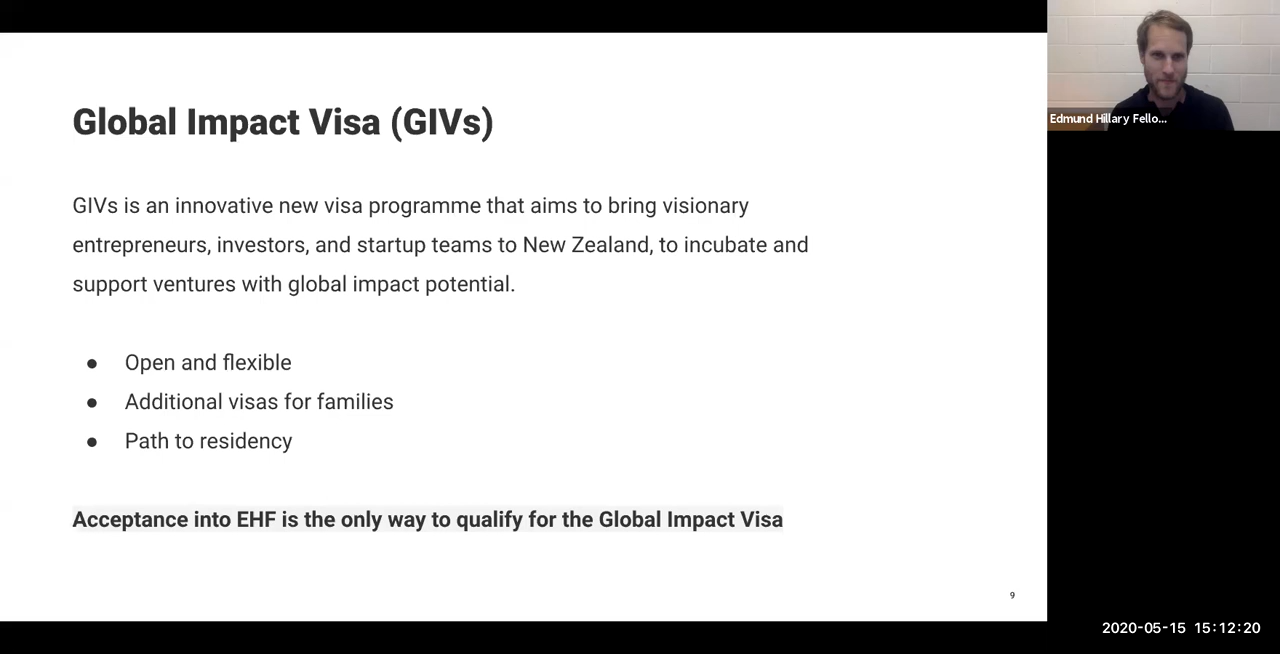 Global Impact Visa (GIVs)
GIVs is an innovative new visa programme that aims to bring visionary
entrepreneurs, investors, and startup teams to New Zealand, to incubate and
support ventures with global impact potential.
● Open and flexible
● Additional visas for families
● Path to residency
Acceptance into EHF is the only way to qualify for the Global Impact Visa
9
Edmund Hillary Fello...
2020-05-15 15:12:20